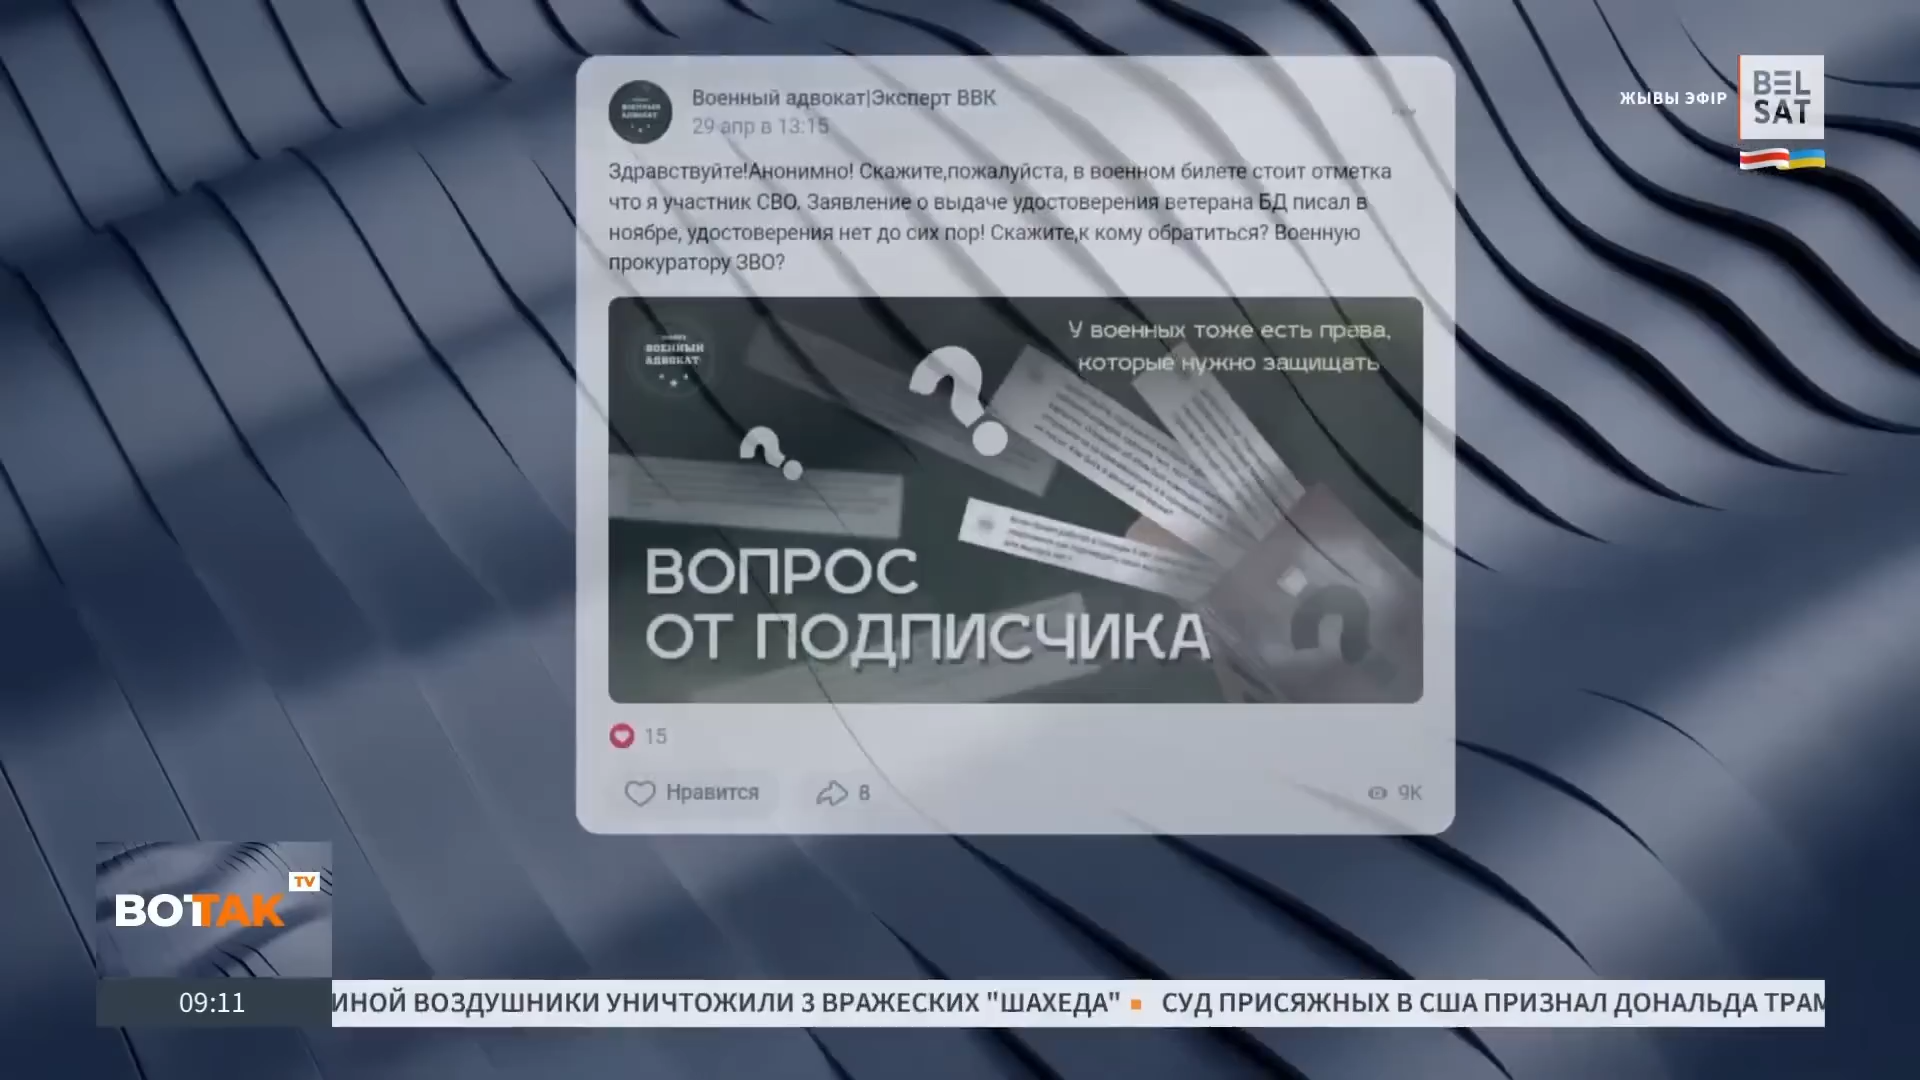 Военный адвокат|Эксперт ВВК
29 апр в 13:15
Здравствуйте!Анонимно! Скажите,пожалуйста, в военном билете стоит отметка
что я участник СВО. Заявление о выдаче удостоверения ветерана БД писал в
ноябре, удостоверения нет до сих пор! Скажите,к кому обратиться? Военную
прокуратору ЗВО?
ВОЕННЫЙ
АДВОКАТ
У военных тоже есть права,
которые нужно защищать
ВОПРОС
ОТ ПОДПИСЧИКА
15
Нравится
8
9K
ЖЫВЫ ЭФІР
BEL
SAT
ВОТТАК
TV
09:11
ИНОЙ ВОЗДУШНИКИ УНИЧТОЖИЛИ 3 ВРАЖЕСКИХ "ШАХЕДА" ▪ СУД ПРИСЯЖНЫХ В США ПРИЗНАЛ ДОНАЛЬДА ТРАМ